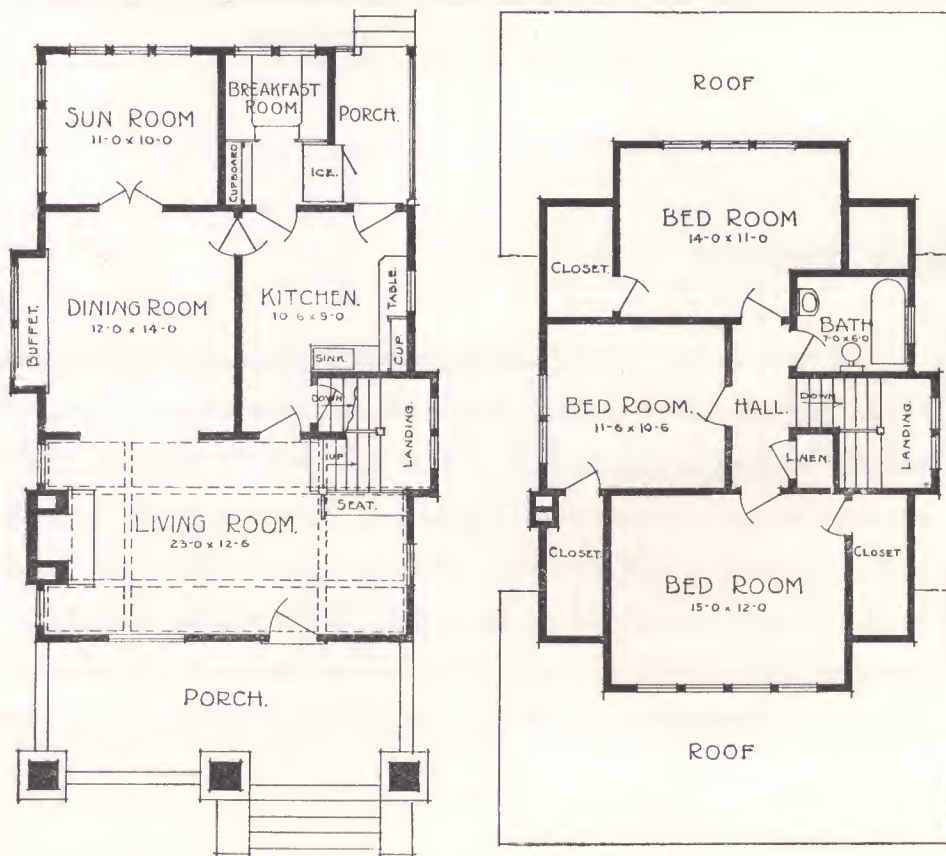 SUN ROOM
11-0 x 10-0
BREAKFAST
ROOM.
PORCH.
CUPBOARD
ICE.
BUFFET.
DINING ROOM
12-0 x 14-0
KITCHEN.
10-6 x 9-0
TABLE.
SINK.
CUP.
DOWN
UP
LANDING.
SEAT.
LIVING ROOM.
23-0 x 12-6
PORCH.
ROOF
BED ROOM
14-0 x 11-0
CLOSET.
BATH
7-0 x 6-0
BED ROOM.
11-6 x 10-6
HALL.
DOWN
LANDING.
LINEN.
CLOSET.
BED ROOM
15-0 x 12-0
CLOSET
ROOF